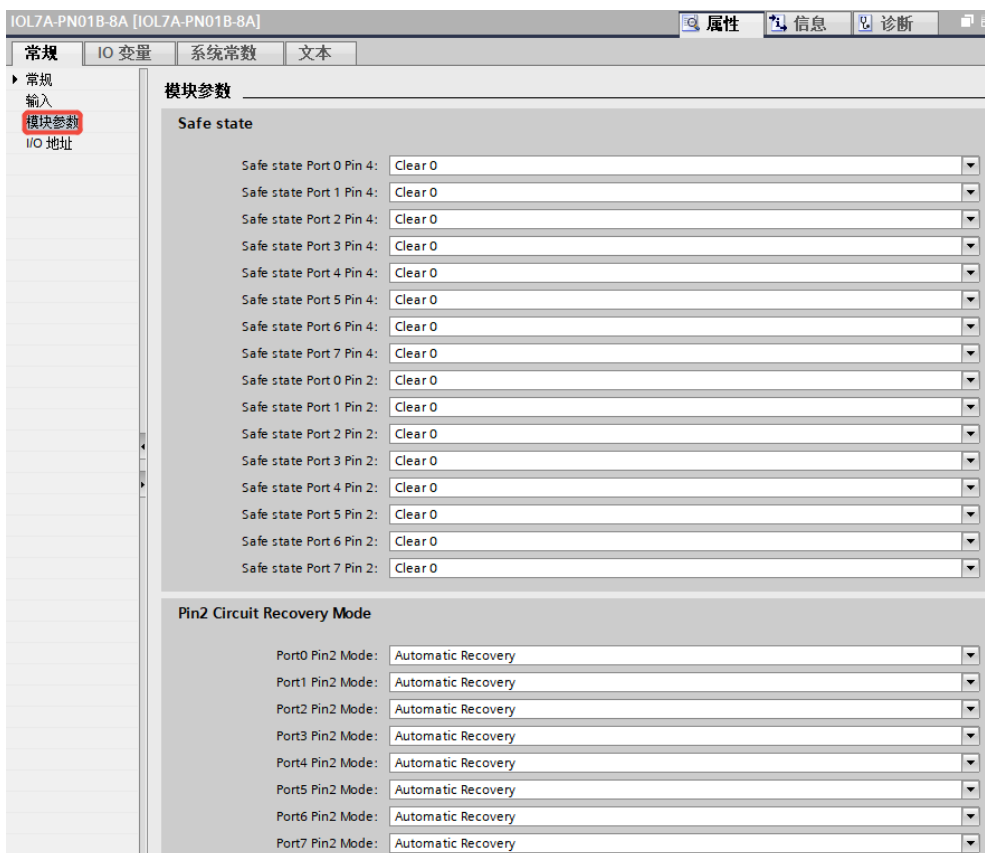 IOL7A-PN01B-8A [IOL7A-PN01B-8A] 属性 信息 诊断
常规 IO 变量 系统常数 文本
常规
输入
模块参数
I/O 地址
模块参数
Safe state
Safe state Port 0 Pin 4: Clear 0
Safe state Port 1 Pin 4: Clear 0
Safe state Port 2 Pin 4: Clear 0
Safe state Port 3 Pin 4: Clear 0
Safe state Port 4 Pin 4: Clear 0
Safe state Port 5 Pin 4: Clear 0
Safe state Port 6 Pin 4: Clear 0
Safe state Port 7 Pin 4: Clear 0
Safe state Port 0 Pin 2: Clear 0
Safe state Port 1 Pin 2: Clear 0
Safe state Port 2 Pin 2: Clear 0
Safe state Port 3 Pin 2: Clear 0
Safe state Port 4 Pin 2: Clear 0
Safe state Port 5 Pin 2: Clear 0
Safe state Port 6 Pin 2: Clear 0
Safe state Port 7 Pin 2: Clear 0
Pin2 Circuit Recovery Mode
Port0 Pin2 Mode: Automatic Recovery
Port1 Pin2 Mode: Automatic Recovery
Port2 Pin2 Mode: Automatic Recovery
Port3 Pin2 Mode: Automatic Recovery
Port4 Pin2 Mode: Automatic Recovery
Port5 Pin2 Mode: Automatic Recovery
Port6 Pin2 Mode: Automatic Recovery
Port7 Pin2 Mode: Automatic Recovery